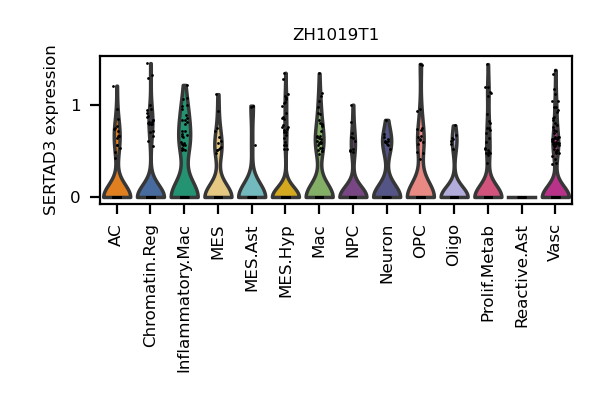 ZH1019T1
SERTAD3 expression
1
0
AC
Chromatin.Reg
Inflammatory.Mac
MES
MES.Ast
MES.Hyp
Mac
NPC
Neuron
OPC
Oligo
Prolif.Metab
Reactive.Ast
Vasc